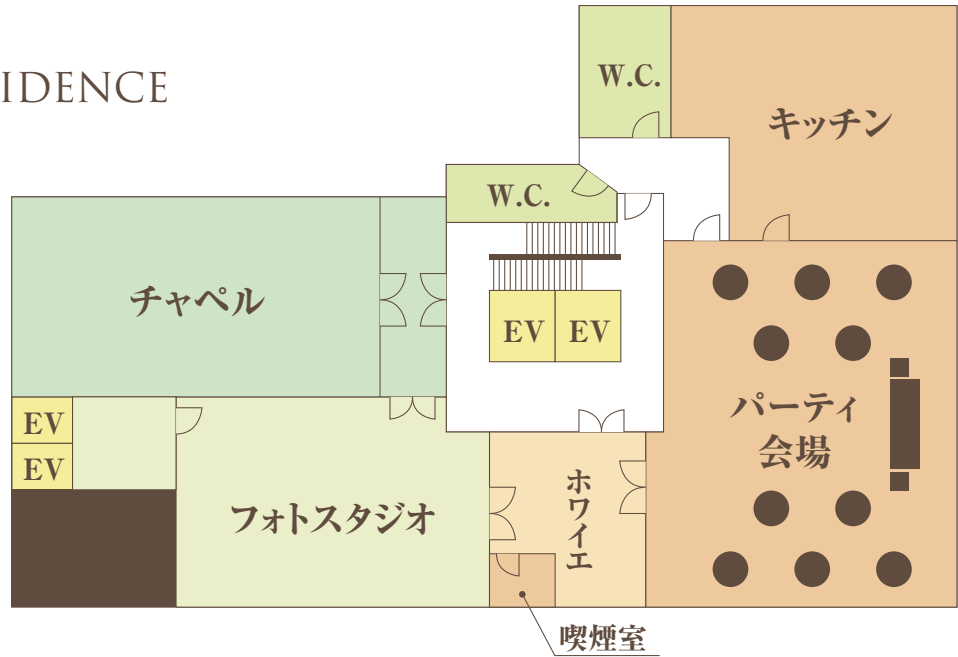 IDENCE
W.C.
キッチン
W.C.
チャペル
EV
EV
パーティ
会場
EV
EV
フォトスタジオ
ホワイエ
喫煙室